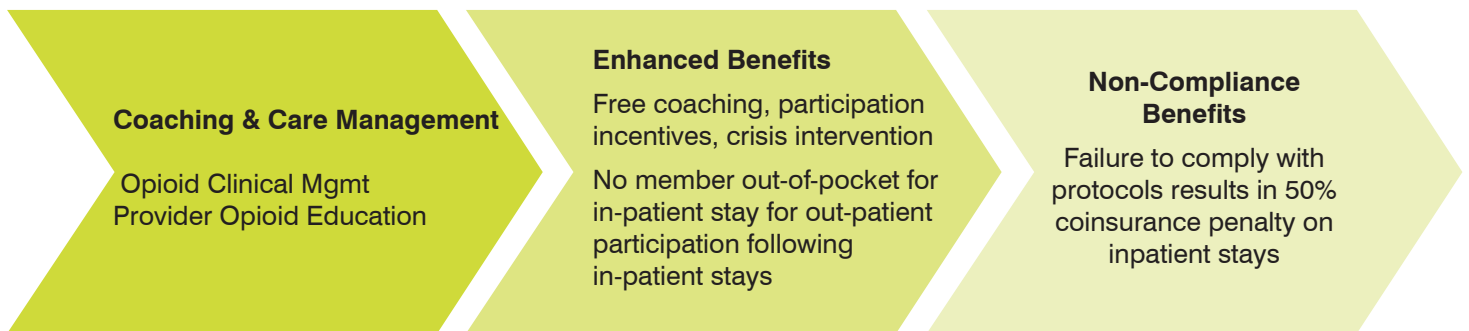 Coaching & Care Management
Opioid Clinical Mgmt
Provider Opioid Education
Enhanced Benefits
Free coaching, participation
incentives, crisis intervention
No member out-of-pocket for
in-patient stay for out-patient
participation following
in-patient stays
Non-Compliance
Benefits
Failure to comply with
protocols results in 50%
coinsurance penalty on
inpatient stays